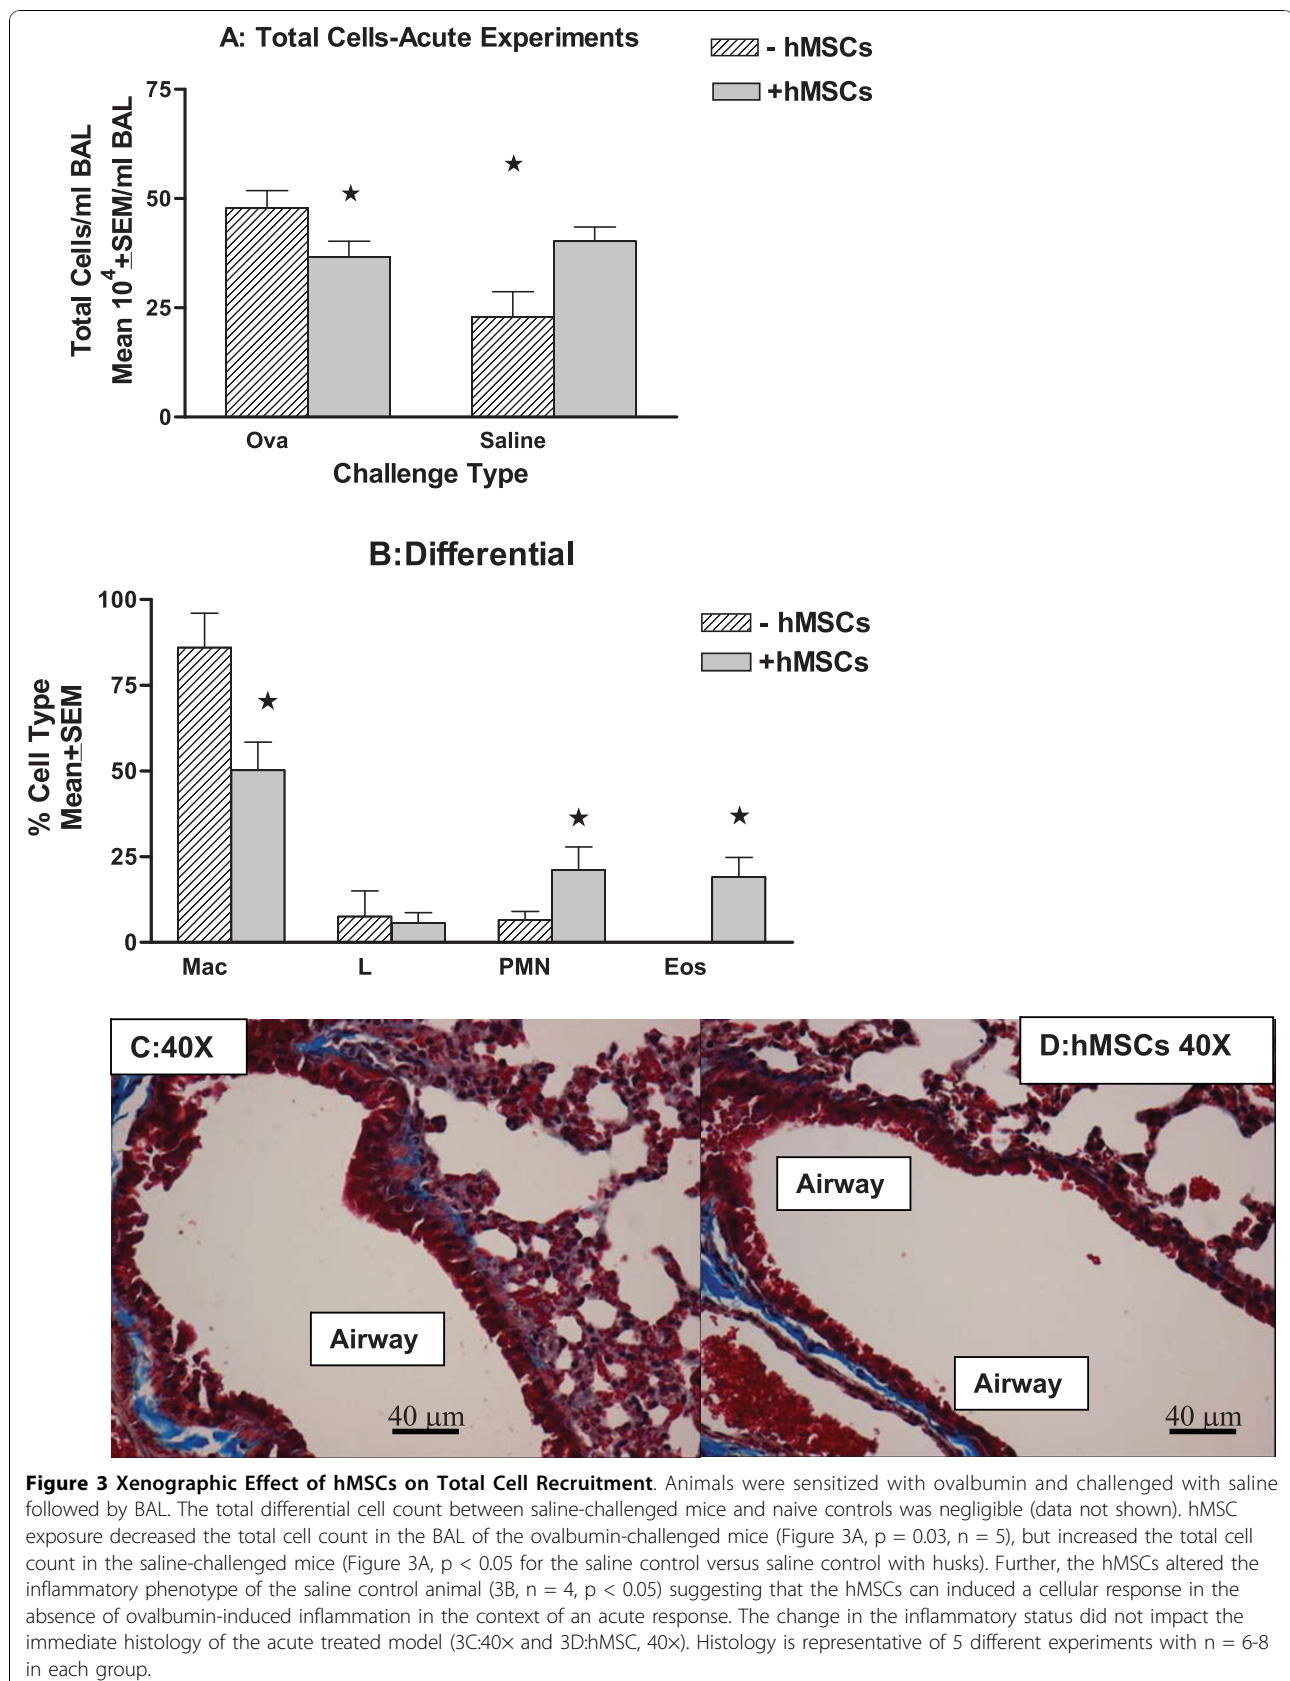 A: Total Cells-Acute Experiments
- hMSCs
+hMSCs
Total Cells/ml BAL
Mean 10⁴±SEM/ml BAL
75
50
25
0
★
★
Ova
Saline
Challenge Type
B:Differential
- hMSCs
+hMSCs
% Cell Type
Mean±SEM
100
75
50
25
0
★
★
★
Mac
L
PMN
Eos
C:40X
D:hMSCs 40X
Airway
Airway
Airway
40 µm
40 µm
Figure 3 Xenographic Effect of hMSCs on Total Cell Recruitment. Animals were sensitized with ovalbumin and challenged with saline
followed by BAL. The total differential cell count between saline-challenged mice and naive controls was negligible (data not shown). hMSC
exposure decreased the total cell count in the BAL of the ovalbumin-challenged mice (Figure 3A, p = 0.03, n = 5), but increased the total cell
count in the saline-challenged mice (Figure 3A, p < 0.05 for the saline control versus saline control with husks). Further, the hMSCs altered the
inflammatory phenotype of the saline control animal (3B, n = 4, p < 0.05) suggesting that the hMSCs can induced a cellular response in the
absence of ovalbumin-induced inflammation in the context of an acute response. The change in the inflammatory status did not impact the
immediate histology of the acute treated model (3C:40× and 3D:hMSC, 40×). Histology is representative of 5 different experiments with n = 6-8
in each group.